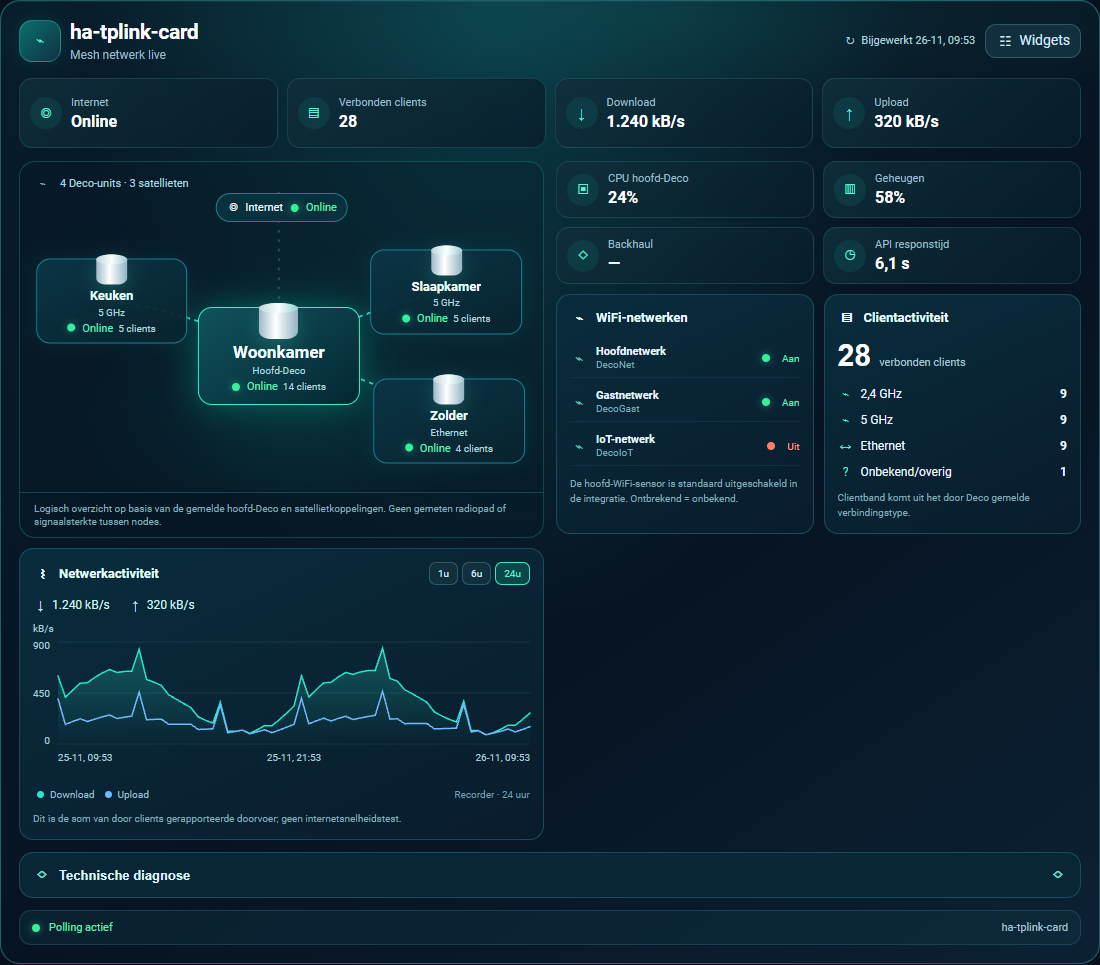 ha-tplink-card
Mesh netwerk live
↻ Bijgewerkt 26-11, 09:53
Widgets
Internet
Online
Verbonden clients
28
Download
1.240 kB/s
Upload
320 kB/s
4 Deco-units · 3 satellieten
Internet Online
Keuken
5 GHz
Online 5 clients
Slaapkamer
5 GHz
Online 5 clients
Woonkamer
Hoofd-Deco
Online 14 clients
Zolder
Ethernet
Online 4 clients
Logisch overzicht op basis van de gemelde hoofd-Deco en satellietkoppelingen. Geen gemeten radiopad of
signaalsterkte tussen nodes.
CPU hoofd-Deco
24%
Geheugen
58%
Backhaul
—
API responstijd
6,1 s
WiFi-netwerken
Hoofdnetwerk
DecoNet
Aan
Gastnetwerk
DecoGast
Aan
IoT-netwerk
DecoIoT
Uit
De hoofd-WiFi-sensor is standaard uitgeschakeld in
de integratie. Ontbrekend = onbekend.
Clientactiviteit
28 verbonden clients
2,4 GHz 9
5 GHz 9
↔ Ethernet 9
? Onbekend/overig 1
Clientband komt uit het door Deco gemelde
verbindingstype.
Netwerkactiviteit
1u 6u 24u
↓ 1.240 kB/s ↑ 320 kB/s
kB/s
900
450
0
25-11, 09:53 25-11, 21:53 26-11, 09:53
Download Upload Recorder · 24 uur
Dit is de som van door clients gerapporteerde doorvoer; geen internetsnelheidstest.
Technische diagnose
Polling actief ha-tplink-card